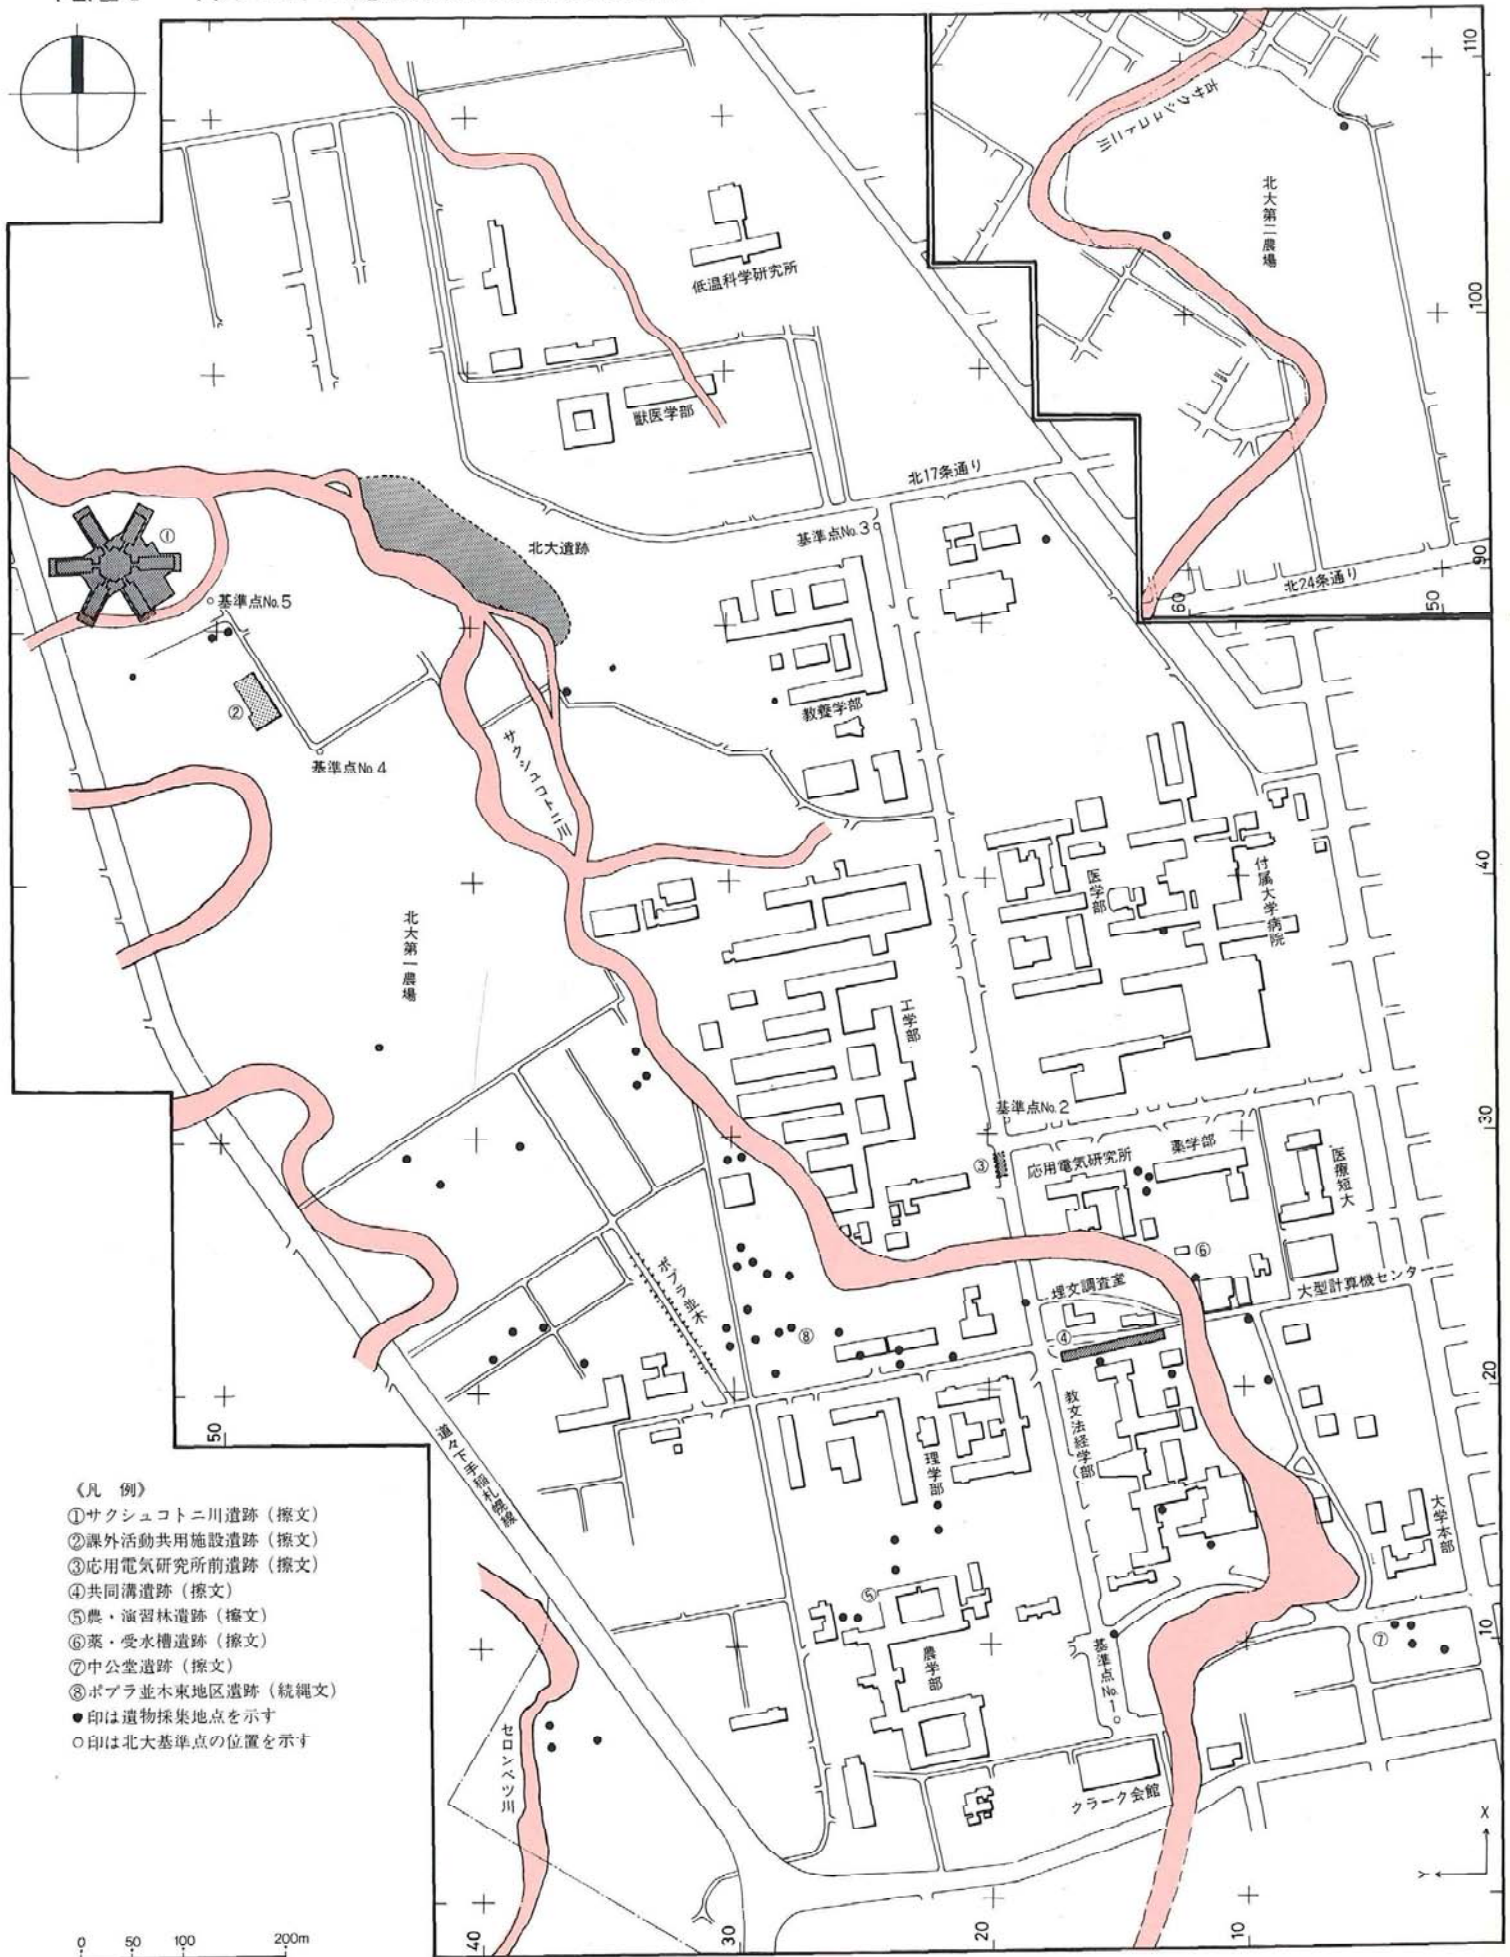 110
古サクシュコトニ川
北大第二農場
100
低温科学研究所
獣医学部
北17条通り
基準点No.3
90
北24条通り
60
50
①
北大遺跡
基準点No.5
②
基準点No.4
教養学部
サクシュコトニ川
40
医学部
付属大学病院
北大第一農場
工学部
基準点No.2
30
③
応用電気研究所
薬学部
医療短大
⑥
ポプラ並木
埋文調査室
大型計算機センター
④
⑧
20
50
道々下手稲札幌線
教文法経学部
理学部
大学本部
《凡 例》
①サクシュコトニ川遺跡(擦文)
②課外活動共用施設遺跡(擦文)
③応用電気研究所前遺跡(擦文)
④共同溝遺跡(擦文)
⑤農・演習林遺跡(擦文)
⑥薬・受水槽遺跡(擦文)
⑦中公堂遺跡(擦文)
⑧ポプラ並木東地区遺跡(続縄文)
●印は遺物採集地点を示す
○印は北大基準点の位置を示す
⑤
⑦
10
農学部
基準点No.1
セロンペツ川
クラーク会館
X
Y
0 50 100 200m
40
30
20
10